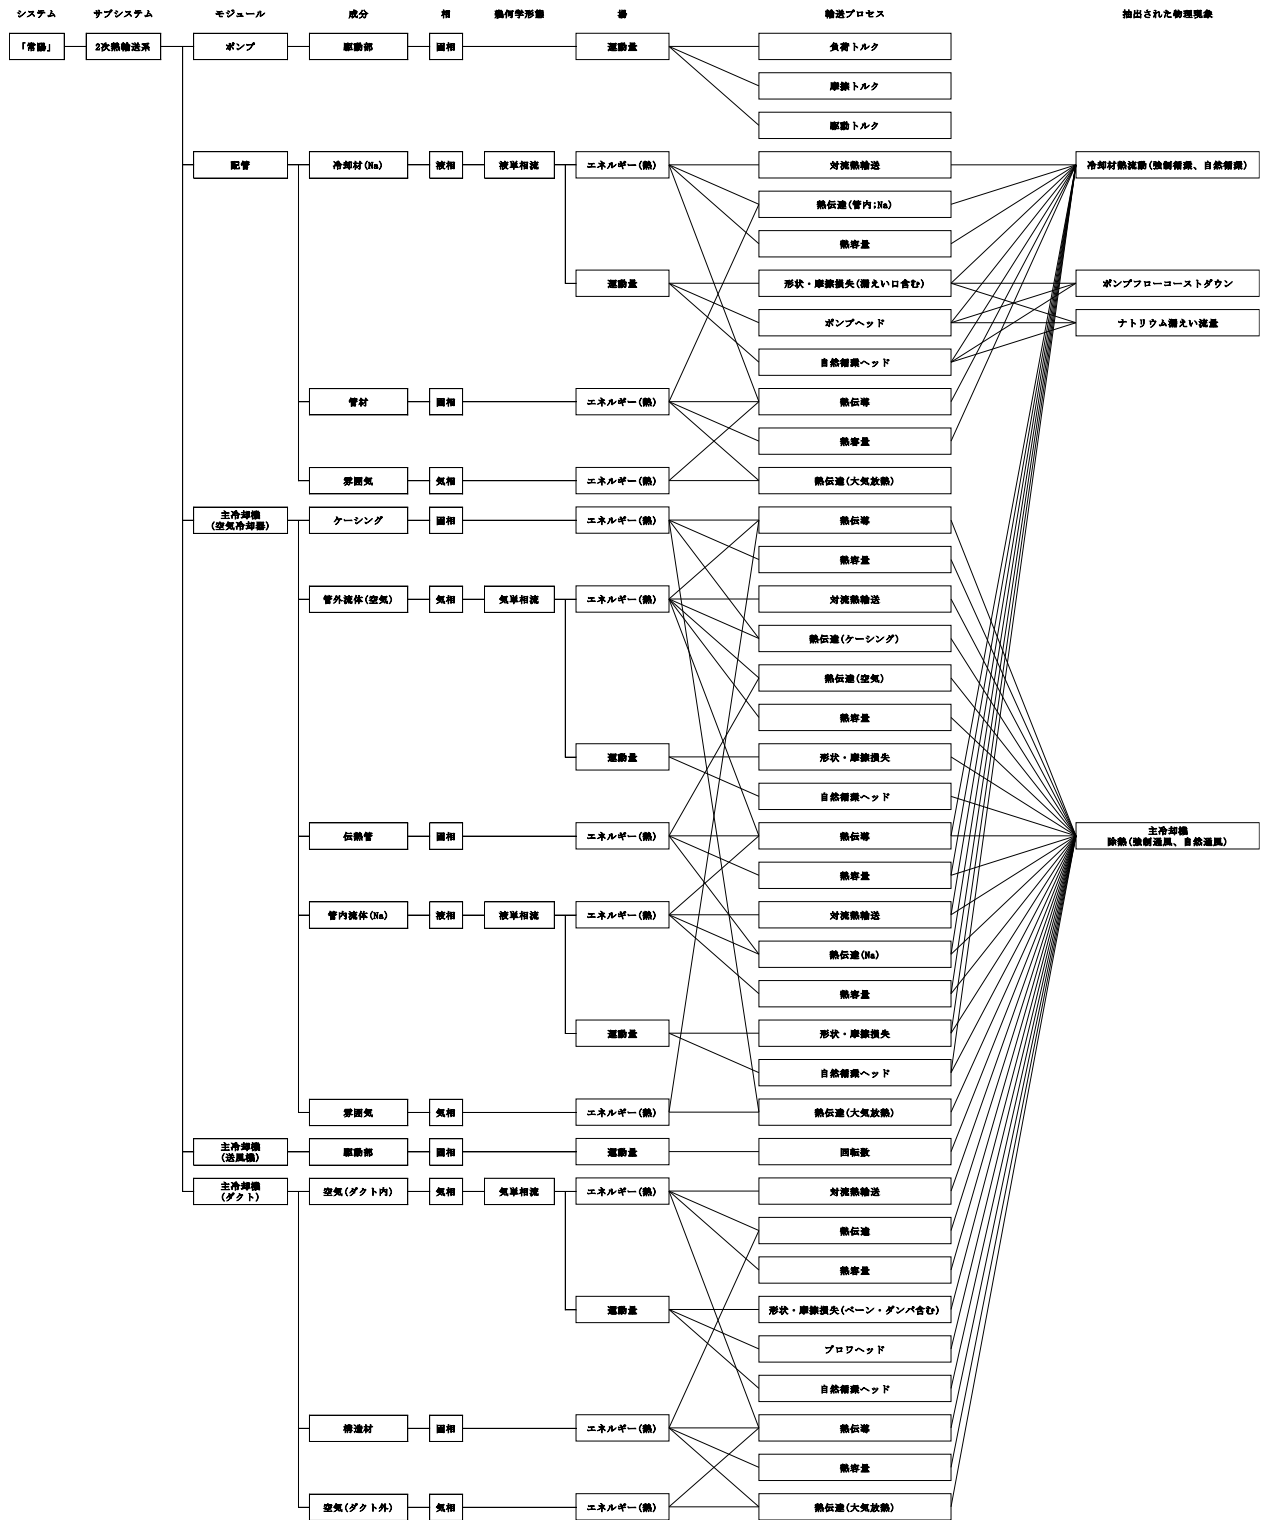 システム サブシステム モジュール 成分 相 幾何学形態 場 輸送プロセス 抽出された物理現象
「常陽」 2次熱輸送系 ポンプ 駆動部 固相 運動量 負荷トルク
摩擦トルク
駆動トルク
配管 冷却材(Na) 液相 液単相流 エネルギー(熱) 対流熱輸送 冷却材熱流動(強制循環、自然循環)
熱伝達(管内;Na)
熱容量
運動量 形状・摩擦損失(漏えい口含む) ポンプフローコーストダウン
ポンプヘッド ナトリウム漏えい流量
自然循環ヘッド
管材 固相 エネルギー(熱) 熱伝導
熱容量
雰囲気 気相 エネルギー(熱) 熱伝達(大気放熱)
主冷却機
(空気冷却器) ケーシング 固相 エネルギー(熱) 熱伝導
熱容量
管外流体(空気) 気相 気単相流 エネルギー(熱) 対流熱輸送
熱伝達(ケーシング)
熱伝達(空気)
熱容量
運動量 形状・摩擦損失
自然循環ヘッド
伝熱管 固相 エネルギー(熱) 熱伝導 主冷却機
除熱(強制通風、自然通風)
熱容量
管内流体(Na) 液相 液単相流 エネルギー(熱) 対流熱輸送
熱伝達(Na)
熱容量
運動量 形状・摩擦損失
自然循環ヘッド
雰囲気 気相 エネルギー(熱) 熱伝達(大気放熱)
主冷却機
(送風機) 駆動部 固相 運動量 回転数
主冷却機
(ダクト) 空気(ダクト内) 気相 気単相流 エネルギー(熱) 対流熱輸送
熱伝達
熱容量
運動量 形状・摩擦損失(ベーン・ダンパ含む)
ブロワヘッド
自然循環ヘッド
構造材 固相 エネルギー(熱) 熱伝導
熱容量
空気(ダクト外) 気相 エネルギー(熱) 熱伝達(大気放熱)